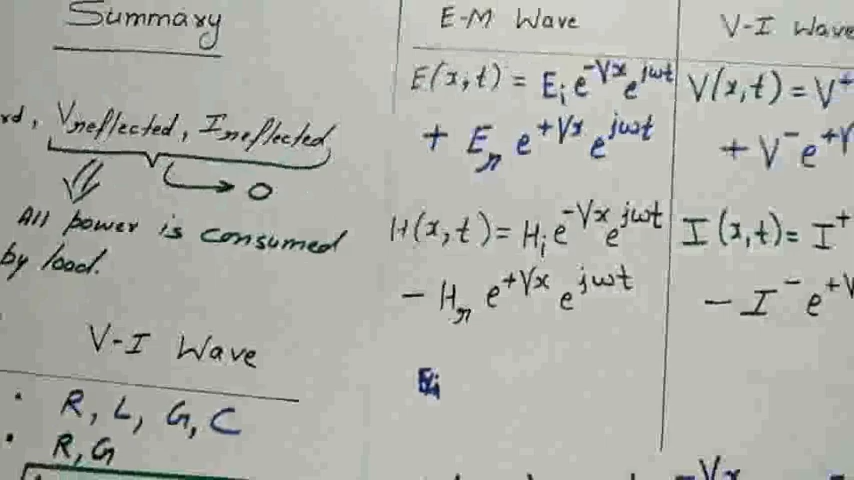 Summary
rd, Vreflected, Ireflected
0
All power is consumed
by load.
V-I Wave
• R, L, G, C
• R, G
E-M Wave
E(x,t) = Ei e^-γx e^jωt
+ Er e^+γx e^jωt
H(x,t) = Hi e^-γx e^jωt
- Hr e^+γx e^jωt
V-I Wave
V(x,t) = V^+
+ V^- e^+γ
I(x,t) = I^+
- I^- e^+γ
-γx